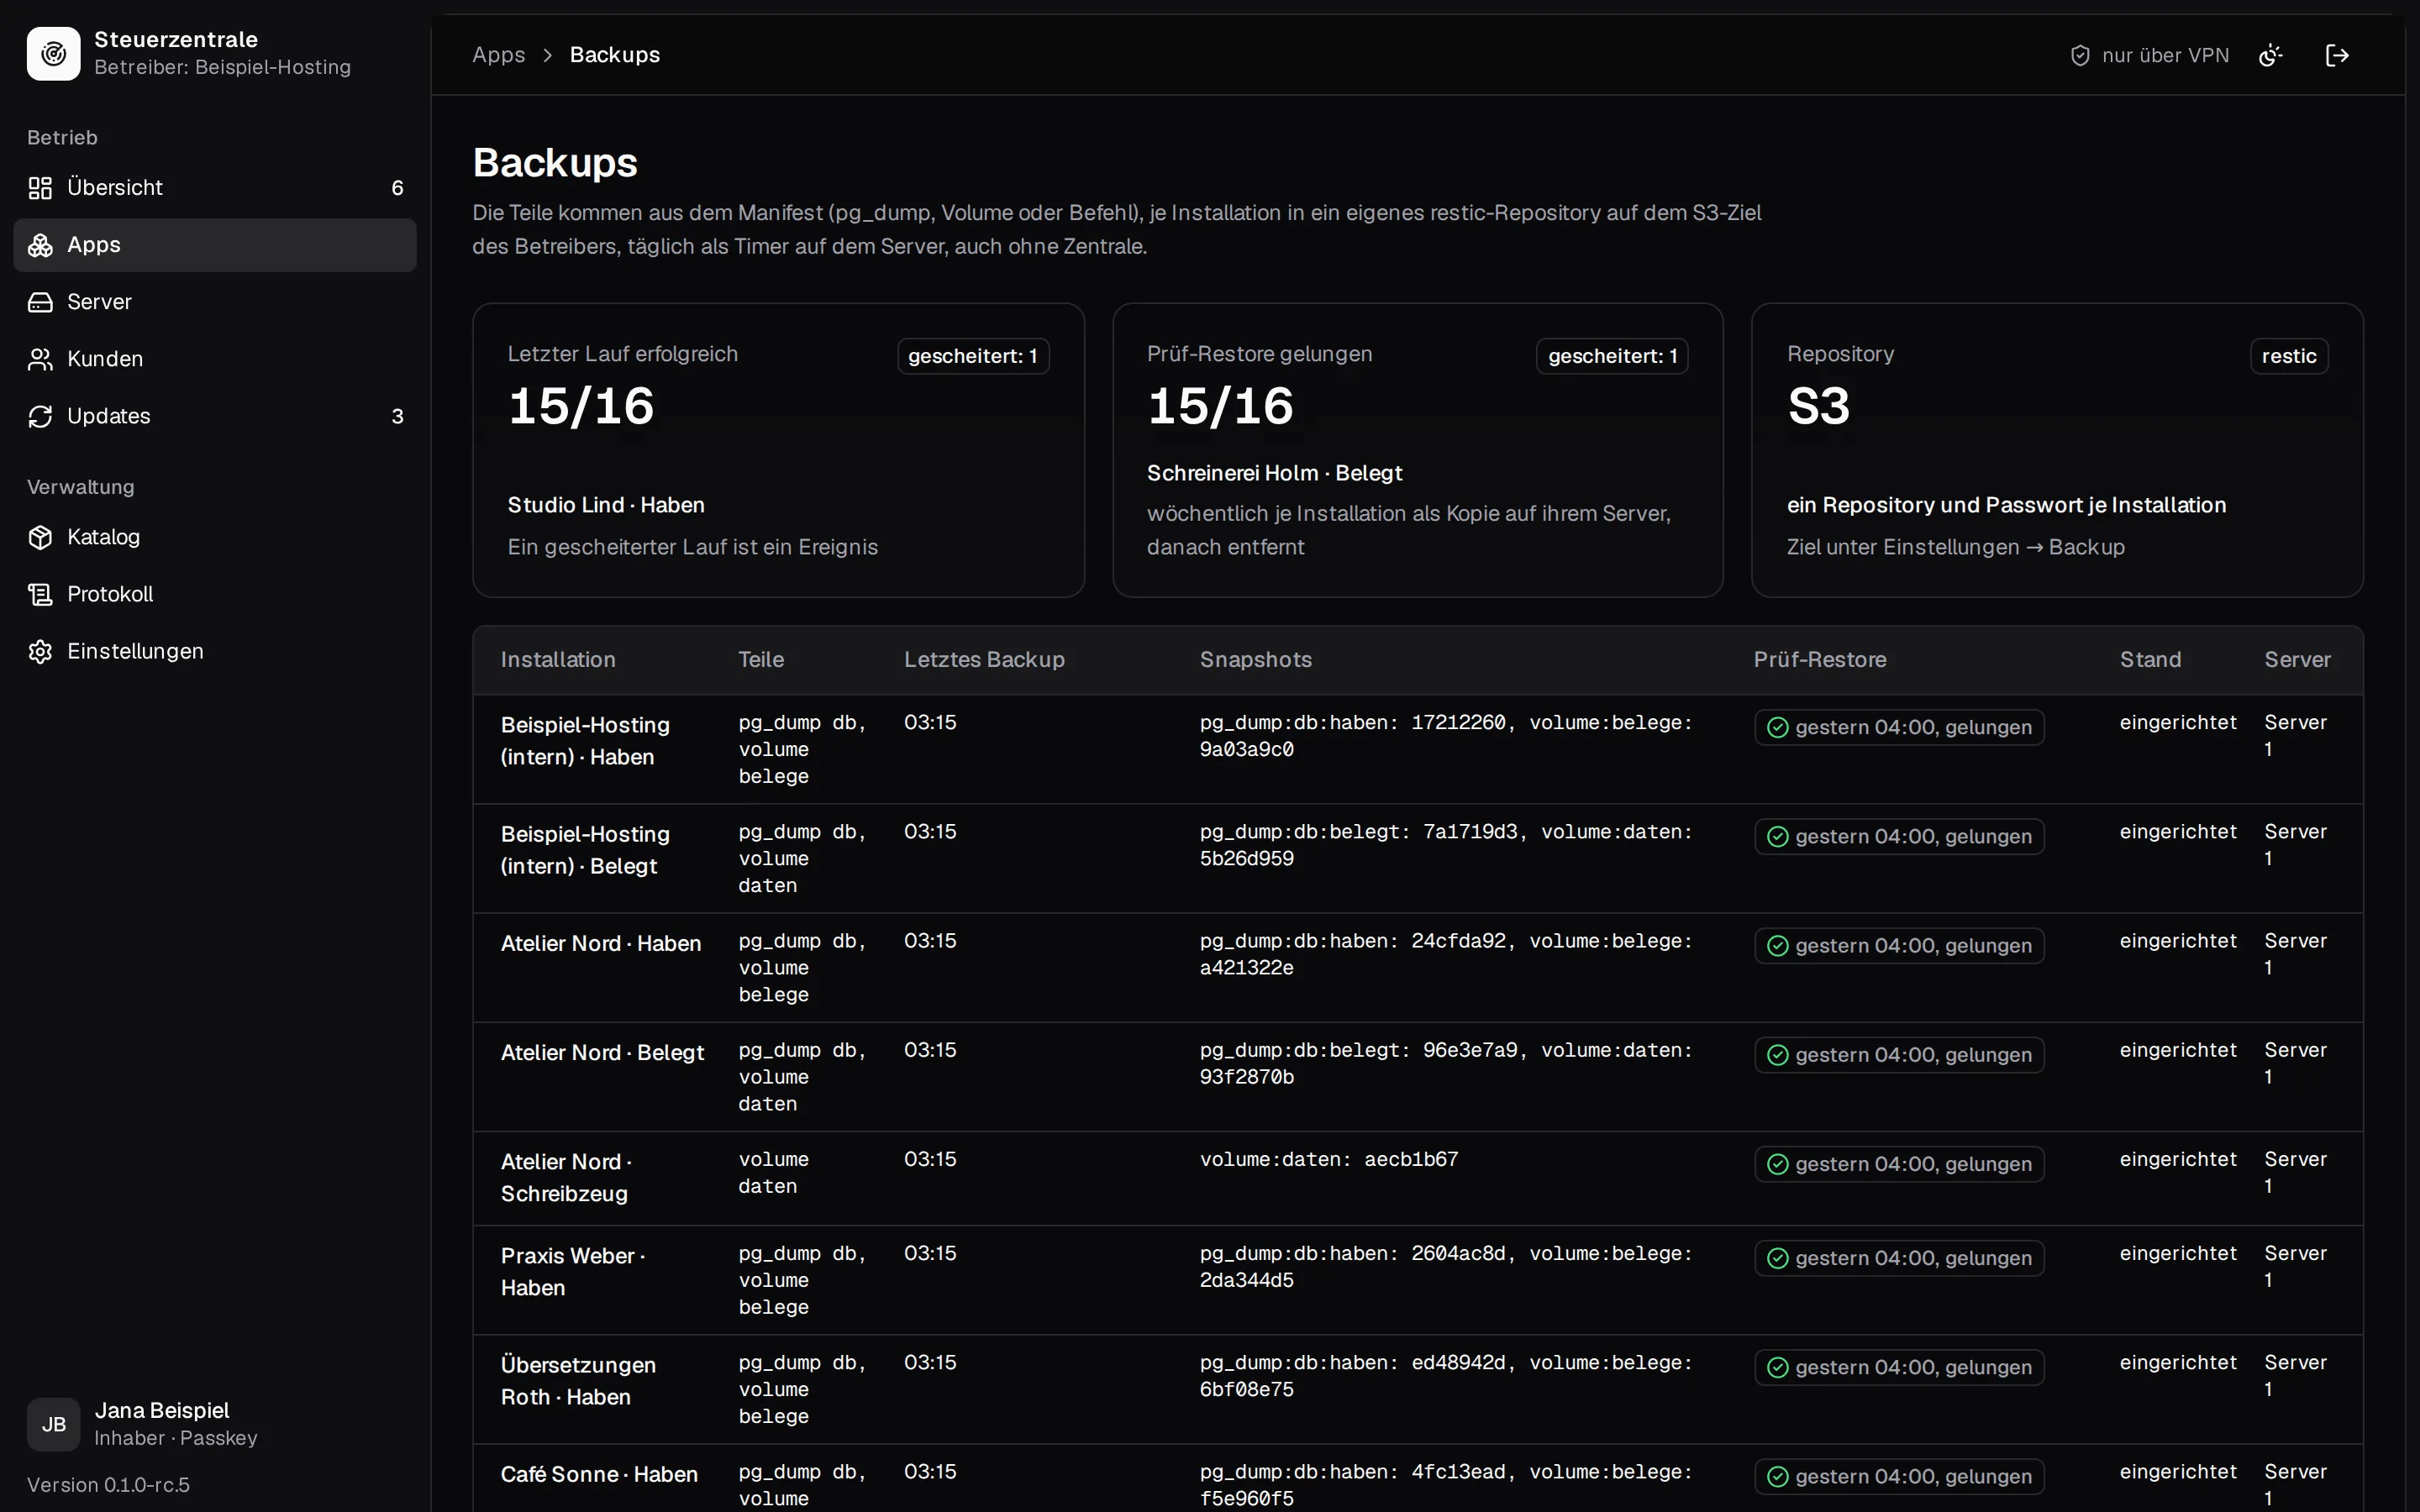 Steuerzentrale
Betreiber: Beispiel-Hosting
Betrieb
Übersicht 6
Apps
Server
Kunden
Updates 3
Verwaltung
Katalog
Protokoll
Einstellungen
JB
Jana Beispiel
Inhaber · Passkey
Version 0.1.0-rc.5
Apps > Backups
nur über VPN
Backups
Die Teile kommen aus dem Manifest (pg_dump, Volume oder Befehl), je Installation in ein eigenes restic-Repository auf dem S3-Ziel
des Betreibers, täglich als Timer auf dem Server, auch ohne Zentrale.
Letzter Lauf erfolgreich
gescheitert: 1
15/16
Studio Lind · Haben
Ein gescheiterter Lauf ist ein Ereignis
Prüf-Restore gelungen
gescheitert: 1
15/16
Schreinerei Holm · Belegt
wöchentlich je Installation als Kopie auf ihrem Server,
danach entfernt
Repository
restic
S3
ein Repository und Passwort je Installation
Ziel unter Einstellungen → Backup
Installation Teile Letztes Backup Snapshots Prüf-Restore Stand Server
Beispiel-Hosting pg_dump db, 03:15 pg_dump:db:haben: 17212260, volume:belege: gestern 04:00, gelungen eingerichtet Server
(intern) · Haben volume 9a03a9c0 1
belege
Beispiel-Hosting pg_dump db, 03:15 pg_dump:db:belegt: 7a1719d3, volume:daten: gestern 04:00, gelungen eingerichtet Server
(intern) · Belegt volume 5b26d959 1
daten
Atelier Nord · Haben pg_dump db, 03:15 pg_dump:db:haben: 24cfda92, volume:belege: gestern 04:00, gelungen eingerichtet Server
volume a421322e 1
belege
Atelier Nord · Belegt pg_dump db, 03:15 pg_dump:db:belegt: 96e3e7a9, volume:daten: gestern 04:00, gelungen eingerichtet Server
volume 93f2870b 1
daten
Atelier Nord · volume 03:15 volume:daten: aecb1b67 gestern 04:00, gelungen eingerichtet Server
Schreibzeug daten 1
Praxis Weber · pg_dump db, 03:15 pg_dump:db:haben: 2604ac8d, volume:belege: gestern 04:00, gelungen eingerichtet Server
Haben volume 2da344d5 1
belege
Übersetzungen pg_dump db, 03:15 pg_dump:db:haben: ed48942d, volume:belege: gestern 04:00, gelungen eingerichtet Server
Roth · Haben volume 6bf08e75 1
belege
Café Sonne · Haben pg_dump db, 03:15 pg_dump:db:haben: 4fc13ead, volume:belege: gestern 04:00, gelungen eingerichtet Server
volume f5e960f5 1